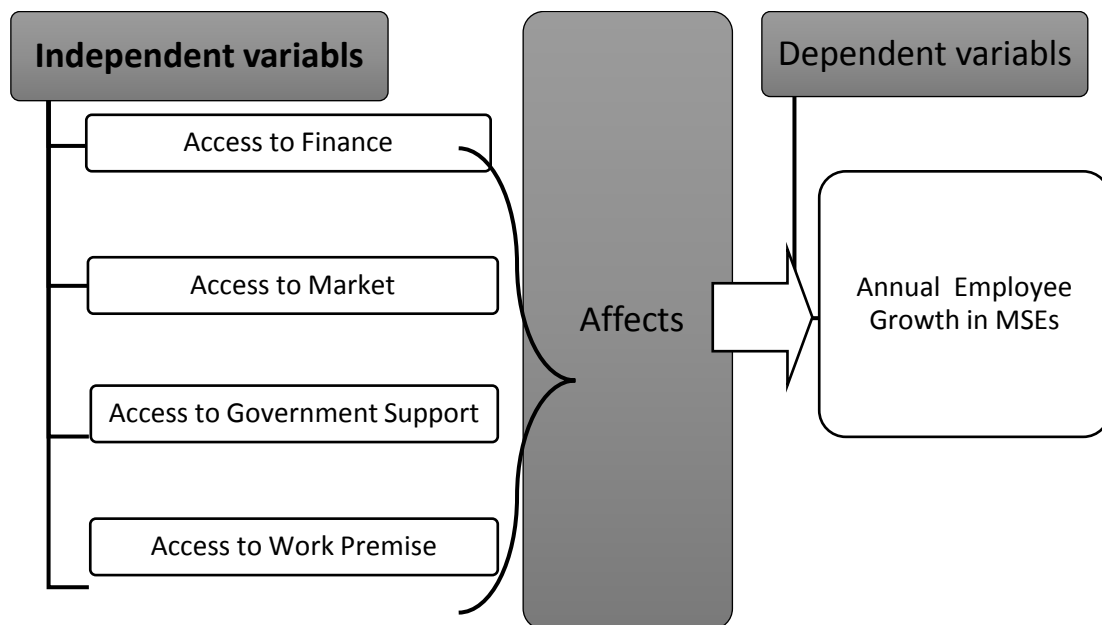 Independent variabls
Access to Finance
Access to Market
Access to Government Support
Access to Work Premise
Affects
Dependent variabls
Annual Employee
Growth in MSEs